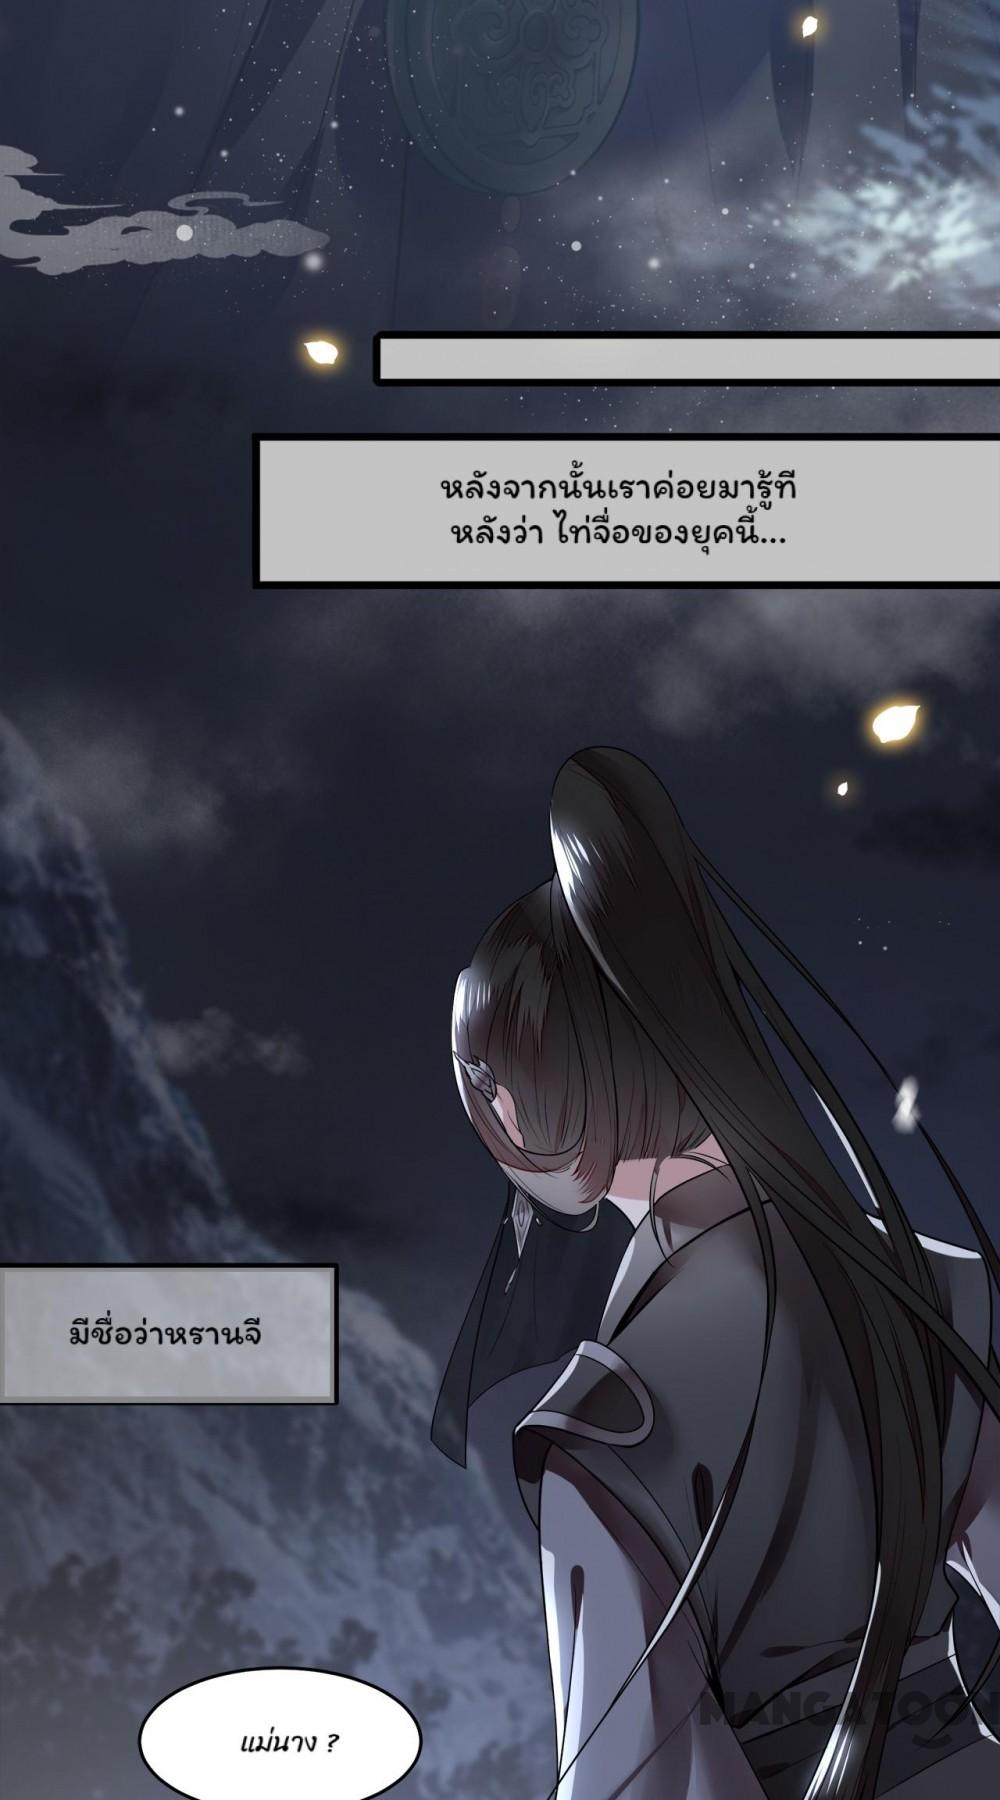 หลังจากนั้นเราค่อยมารู้ที
หลังว่า ไท่จื่อของยุคนี้...
มีชื่อว่าหรานจี
แม่นาง ?
MANGATOON